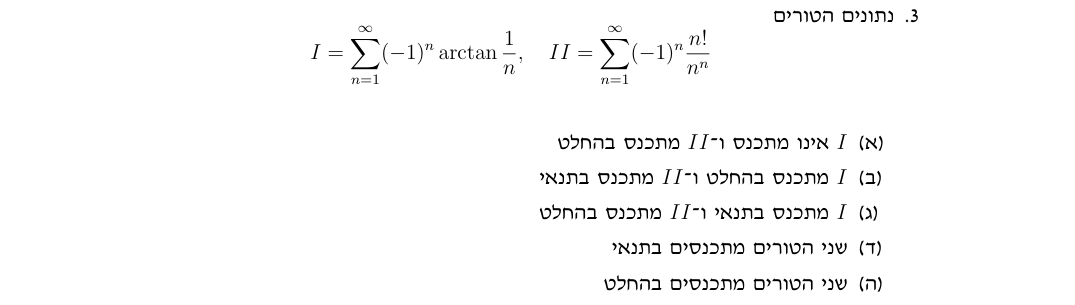 3. נתונים הטורים
I = \sum_{n=1}^{\infty} (-1)^n \arctan \frac{1}{n}, II = \sum_{n=1}^{\infty} (-1)^n \frac{n!}{n^n}
(א) I אינו מתכנס ו־II מתכנס בהחלט
(ב) I מתכנס בהחלט ו־II מתכנס בתנאי
(ג) I מתכנס בתנאי ו־II מתכנס בהחלט
(ד) שני הטורים מתכנסים בתנאי
(ה) שני הטורים מתכנסים בהחלט